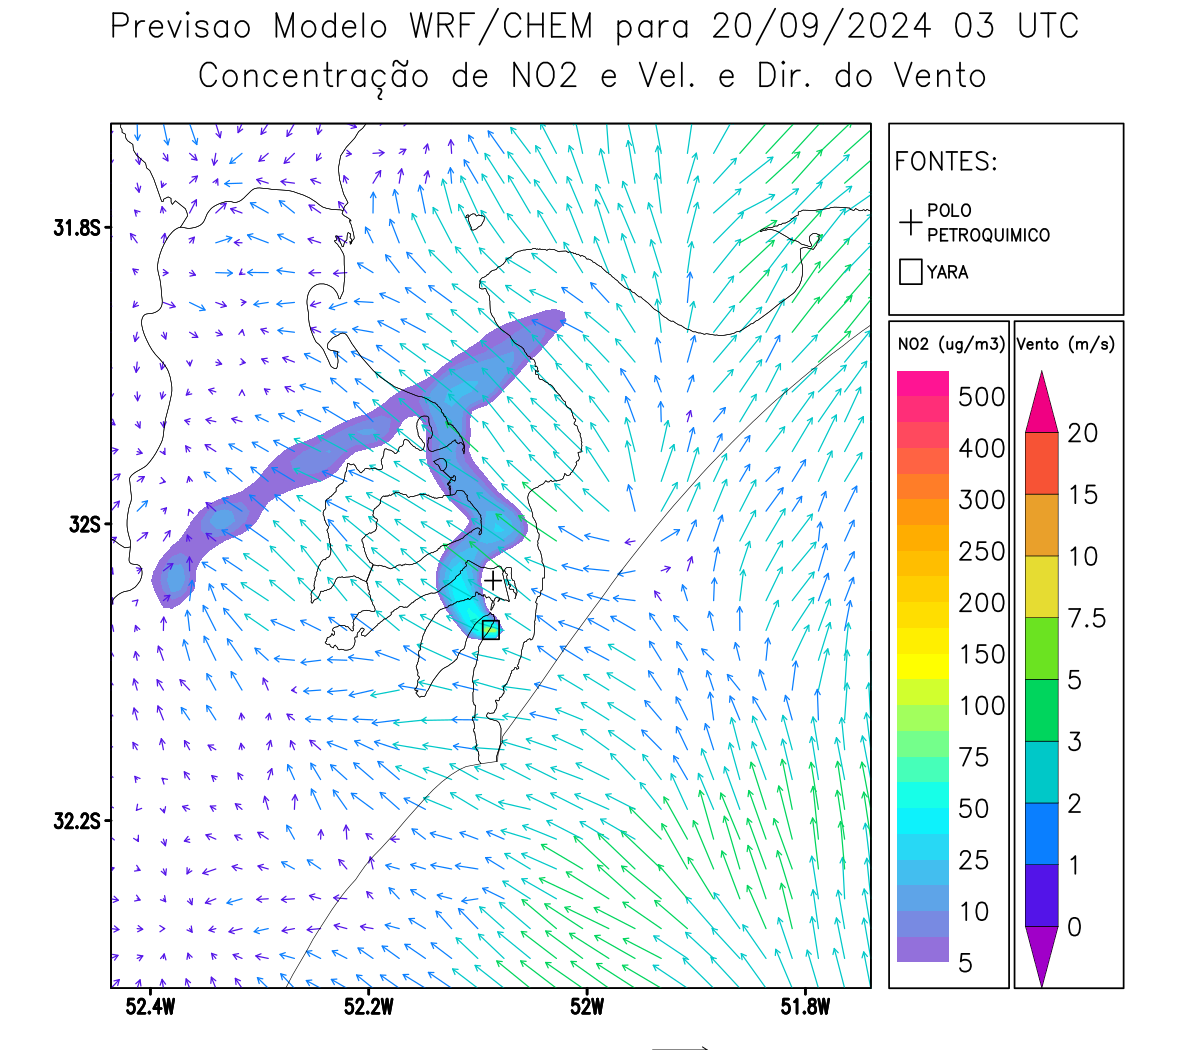 Previsao Modelo WRF/CHEM para 20/09/2024 03 UTC
Concentração de NO2 e Vel. e Dir. do Vento
FONTES:
POLO
PETROQUIMICO
YARA
31.8S
32S
32.2S
52.4W
52.2W
52W
51.8W
NO2 (ug/m3)
500
400
300
250
200
150
100
75
50
25
10
5
Vento (m/s)
20
15
10
7.5
5
3
2
1
0